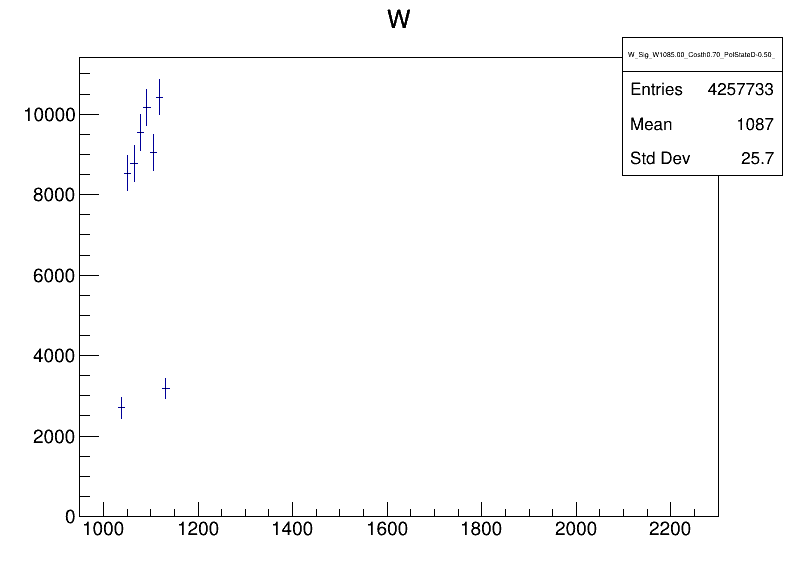 W
W_Sig_W1085.00_Costh0.70_PolStateD-0.50_
Entries 4257733
Mean 1087
Std Dev 25.7
10000
8000
6000
4000
2000
0
1000 1200 1400 1600 1800 2000 2200